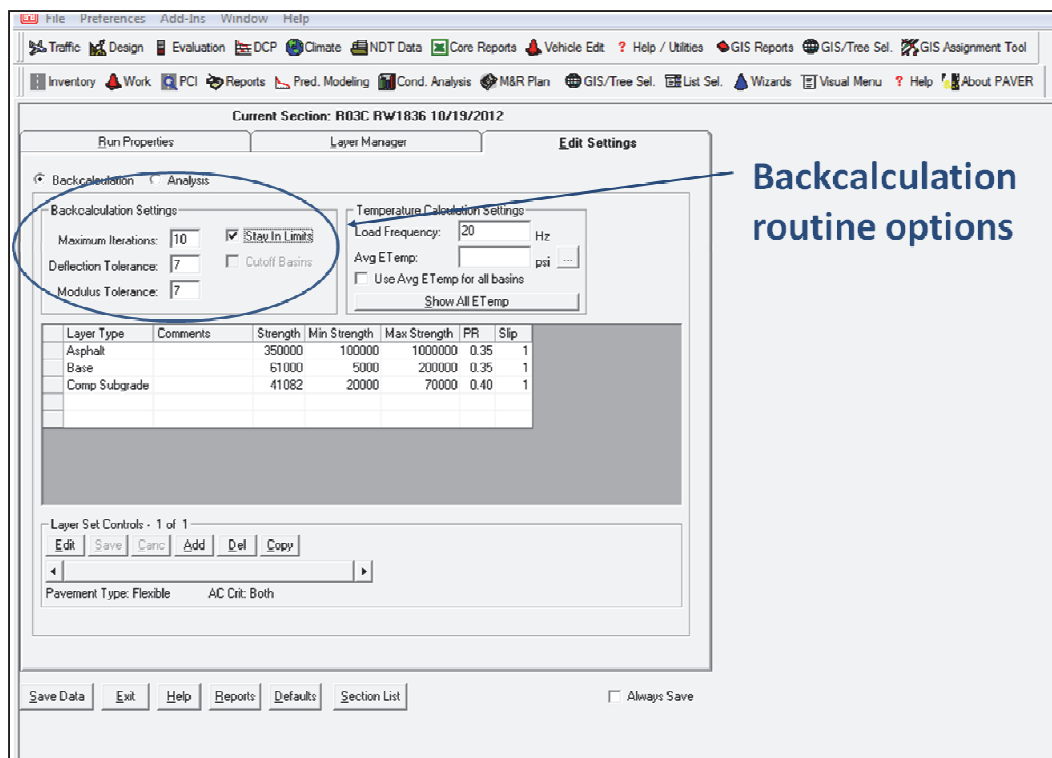 File Preferences Add-Ins Window Help
Traffic Design Evaluation DCP Climate NDT Data Core Reports Vehicle Edit ? Help / Utilities GIS Reports GIS/Tree Sel. GIS Assignment Tool
Inventory Work PCI Reports Pred. Modeling Cond. Analysis M&R Plan GIS/Tree Sel. List Sel. Wizards Visual Menu ? Help About PAVER
Current Section: R03C RW1836 10/19/2012
Run Properties Layer Manager Edit Settings
Backcalculation Analysis
Backcalculation Settings Temperature Calculation Settings
Maximum Iterations: 10 Stay In Limits Load Frequency: 20 Hz
Deflection Tolerance: 7 Cutoff Basins Avg ETemp: psi ...
Modulus Tolerance: 7 Use Avg ETemp for all basins
Show All ETemp
Layer Type Comments Strength Min Strength Max Strength PR Slip
Asphalt 350000 100000 1000000 0.35 1
Base 61000 5000 200000 0.35 1
Comp Subgrade 41082 20000 70000 0.40 1
Layer Set Controls - 1 of 1
Edit Save Canc Add Del Copy
Pavement Type: Flexible AC Crit: Both
Save Data Exit Help Reports Defaults Section List Always Save
Backcalculation
routine options